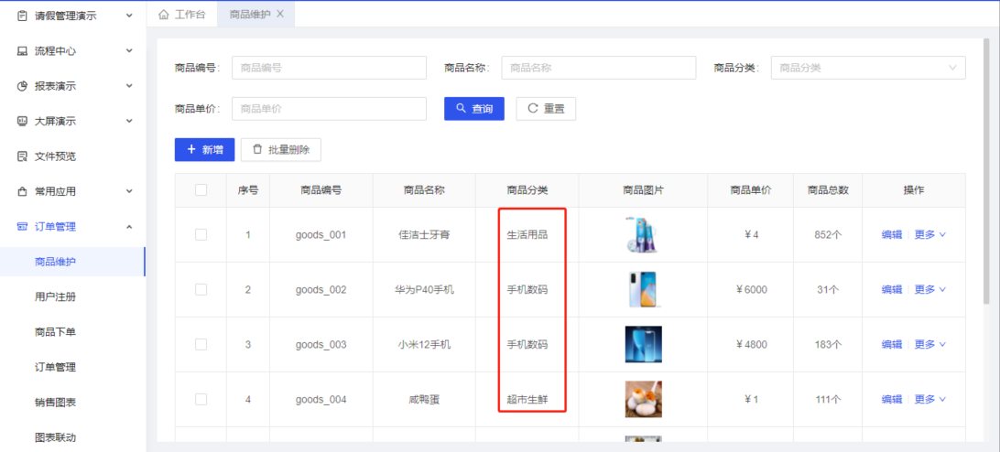 请假管理演示
流程中心
报表演示
大屏演示
文件预览
常用应用
订单管理
商品维护
用户注册
商品下单
订单管理
销售图表
图表联动
工作台 商品维护
商品编号： 商品编号 商品名称： 商品名称 商品分类： 商品分类
商品单价： 商品单价 查询 重置
新增 批量删除
序号 商品编号 商品名称 商品分类 商品图片 商品单价 商品总数 操作
1 goods_001 佳洁士牙膏 生活用品 ¥4 852个 编辑 更多
2 goods_002 华为P40手机 手机数码 ¥6000 31个 编辑 更多
3 goods_003 小米12手机 手机数码 ¥4800 183个 编辑 更多
4 goods_004 咸鸭蛋 超市生鲜 ¥1 111个 编辑 更多